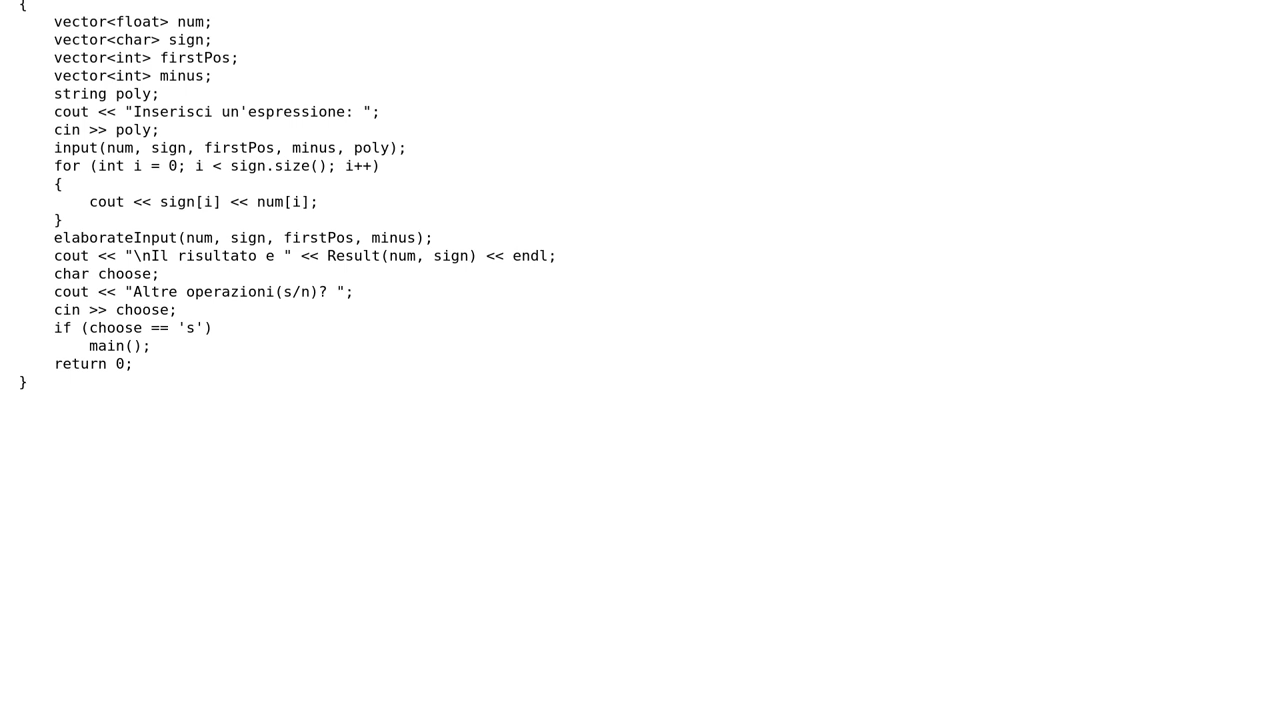 {
    vector<float> num;
    vector<char> sign;
    vector<int> firstPos;
    vector<int> minus;
    string poly;
    cout << "Inserisci un'espressione: ";
    cin >> poly;
    input(num, sign, firstPos, minus, poly);
    for (int i = 0; i < sign.size(); i++)
    {
        cout << sign[i] << num[i];
    }
    elaborateInput(num, sign, firstPos, minus);
    cout << "\nIl risultato e " << Result(num, sign) << endl;
    char choose;
    cout << "Altre operazioni(s/n)? ";
    cin >> choose;
    if (choose == 's')
        main();
    return 0;
}